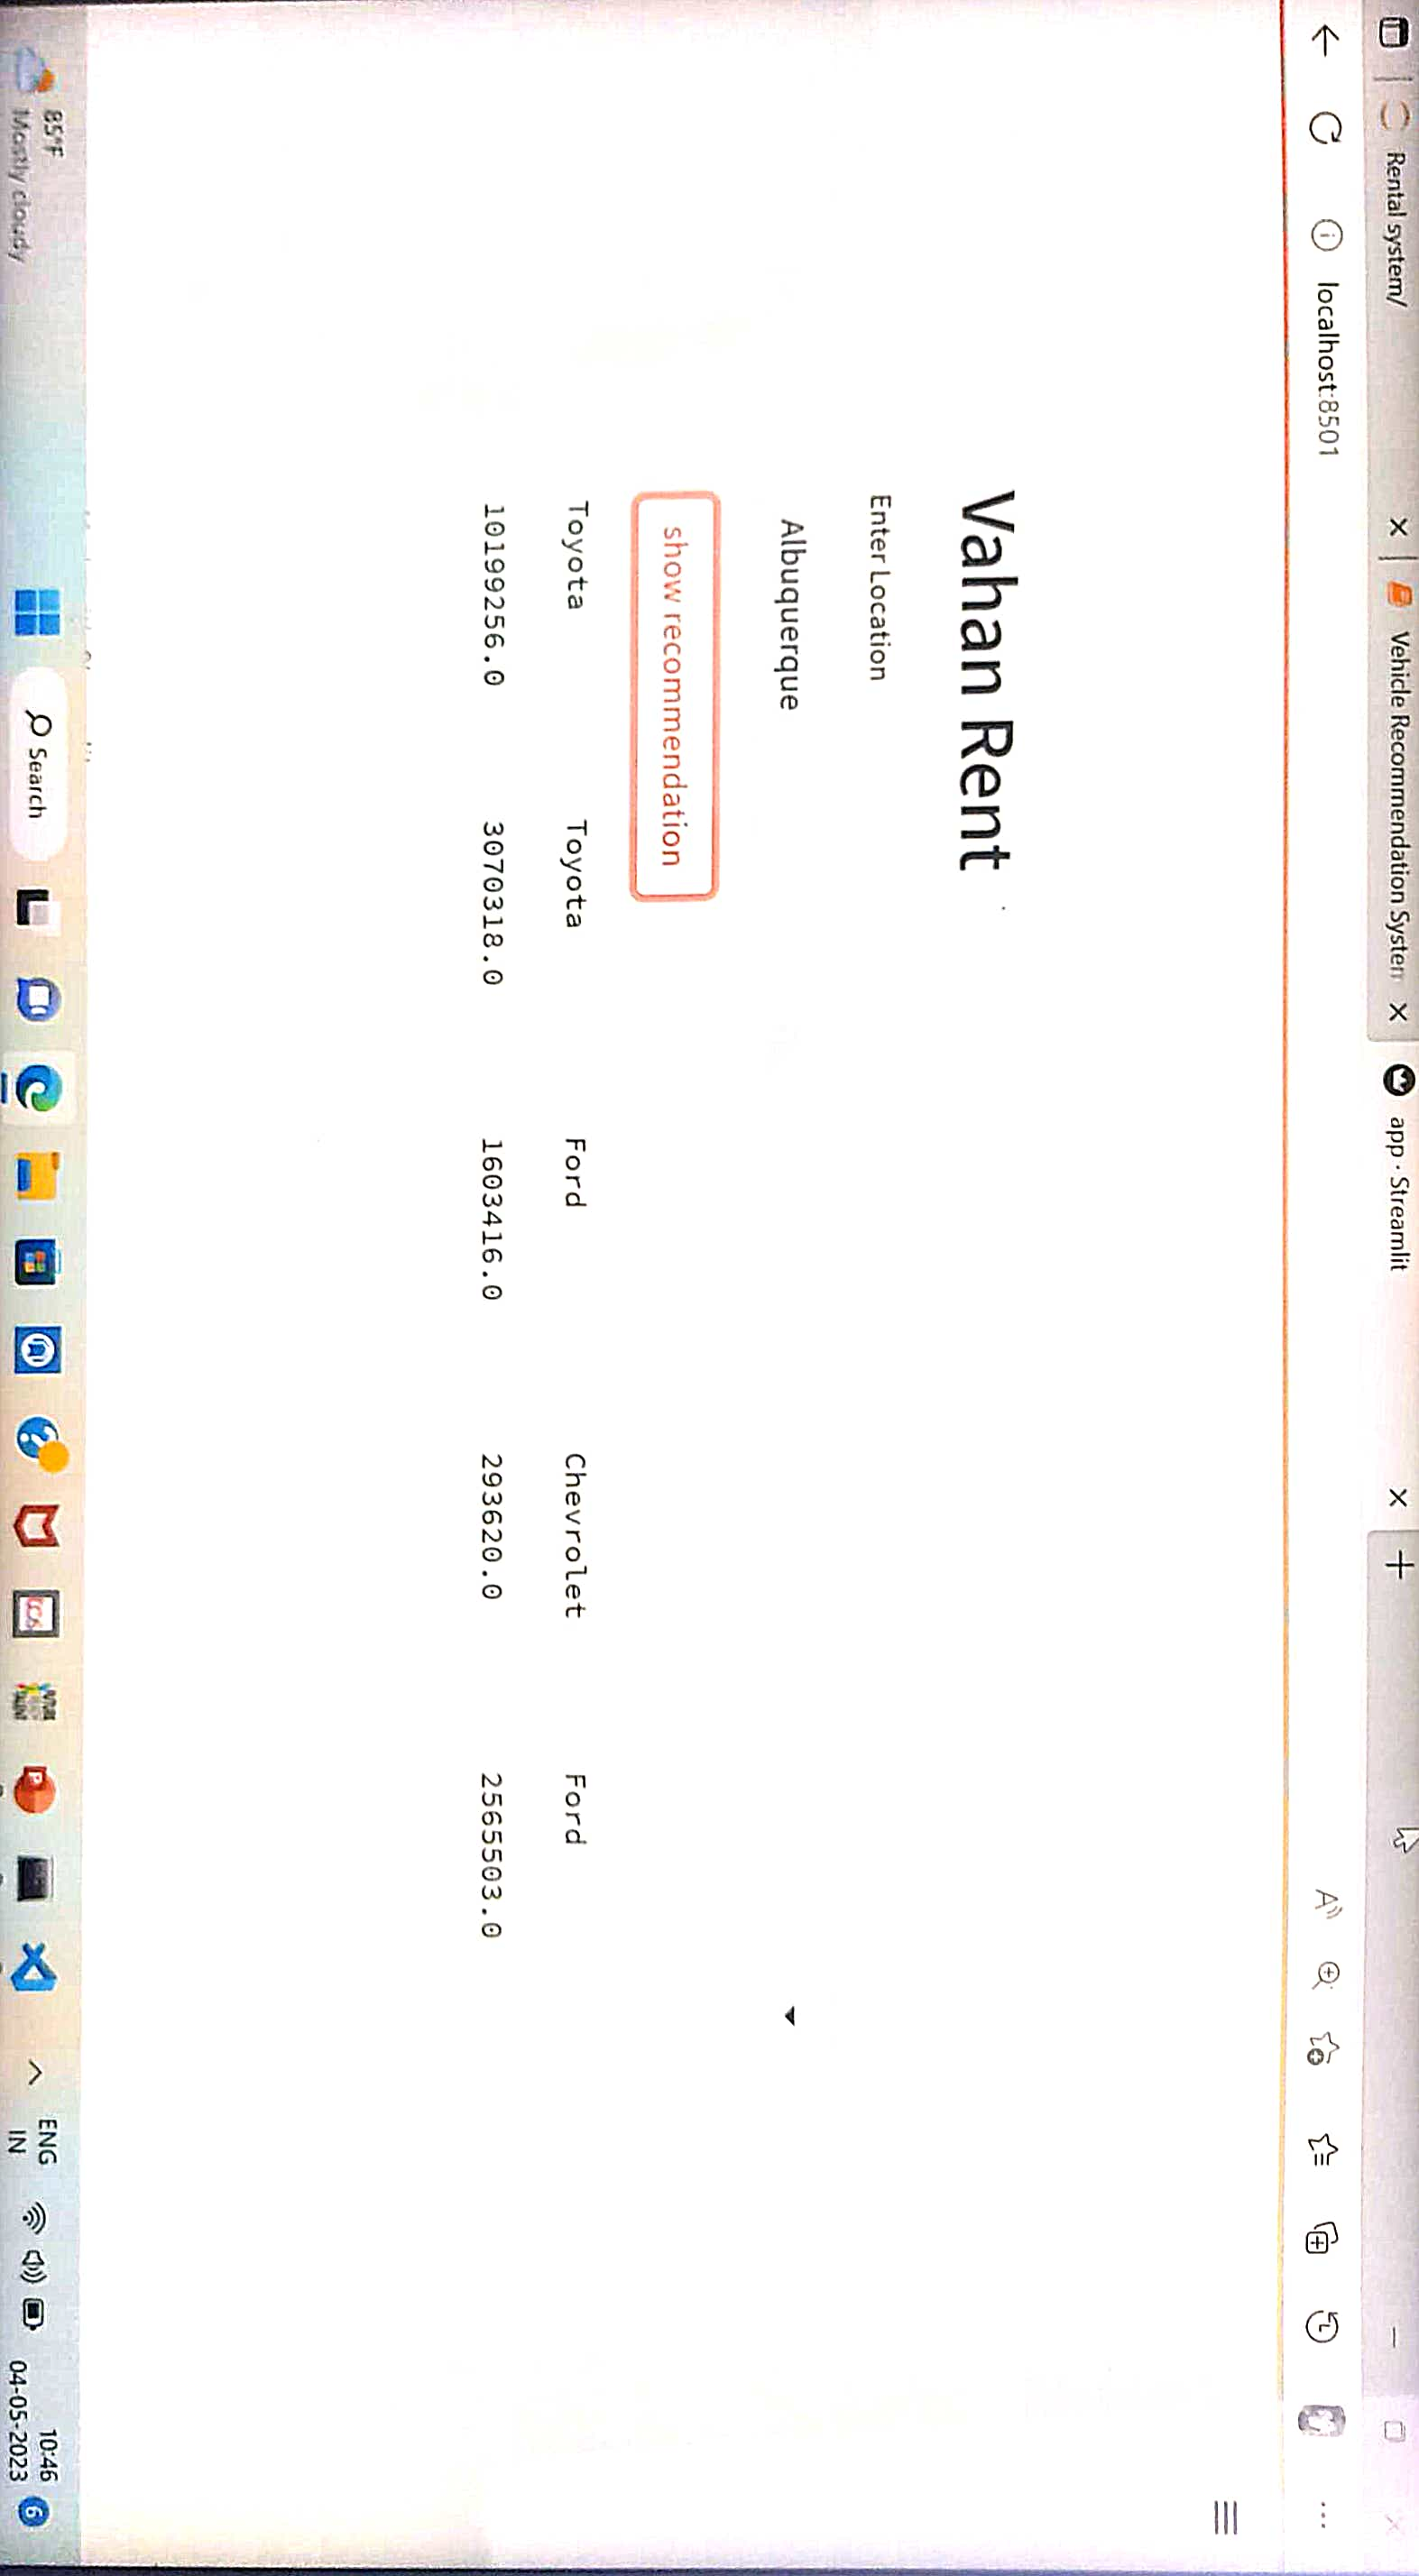 Rental system/
Vehicle Recommendation System
app · Streamlit
localhost:8501
Vahan Rent
Enter Location
Albuquerque
show recommendation
Toyota Toyota Ford Chevrolet Ford
10199256.0 3070318.0 1603416.0 293620.0 2565503.0
85°F
Mostly cloudy
Search
ENG
IN
10:46
04-05-2023
6